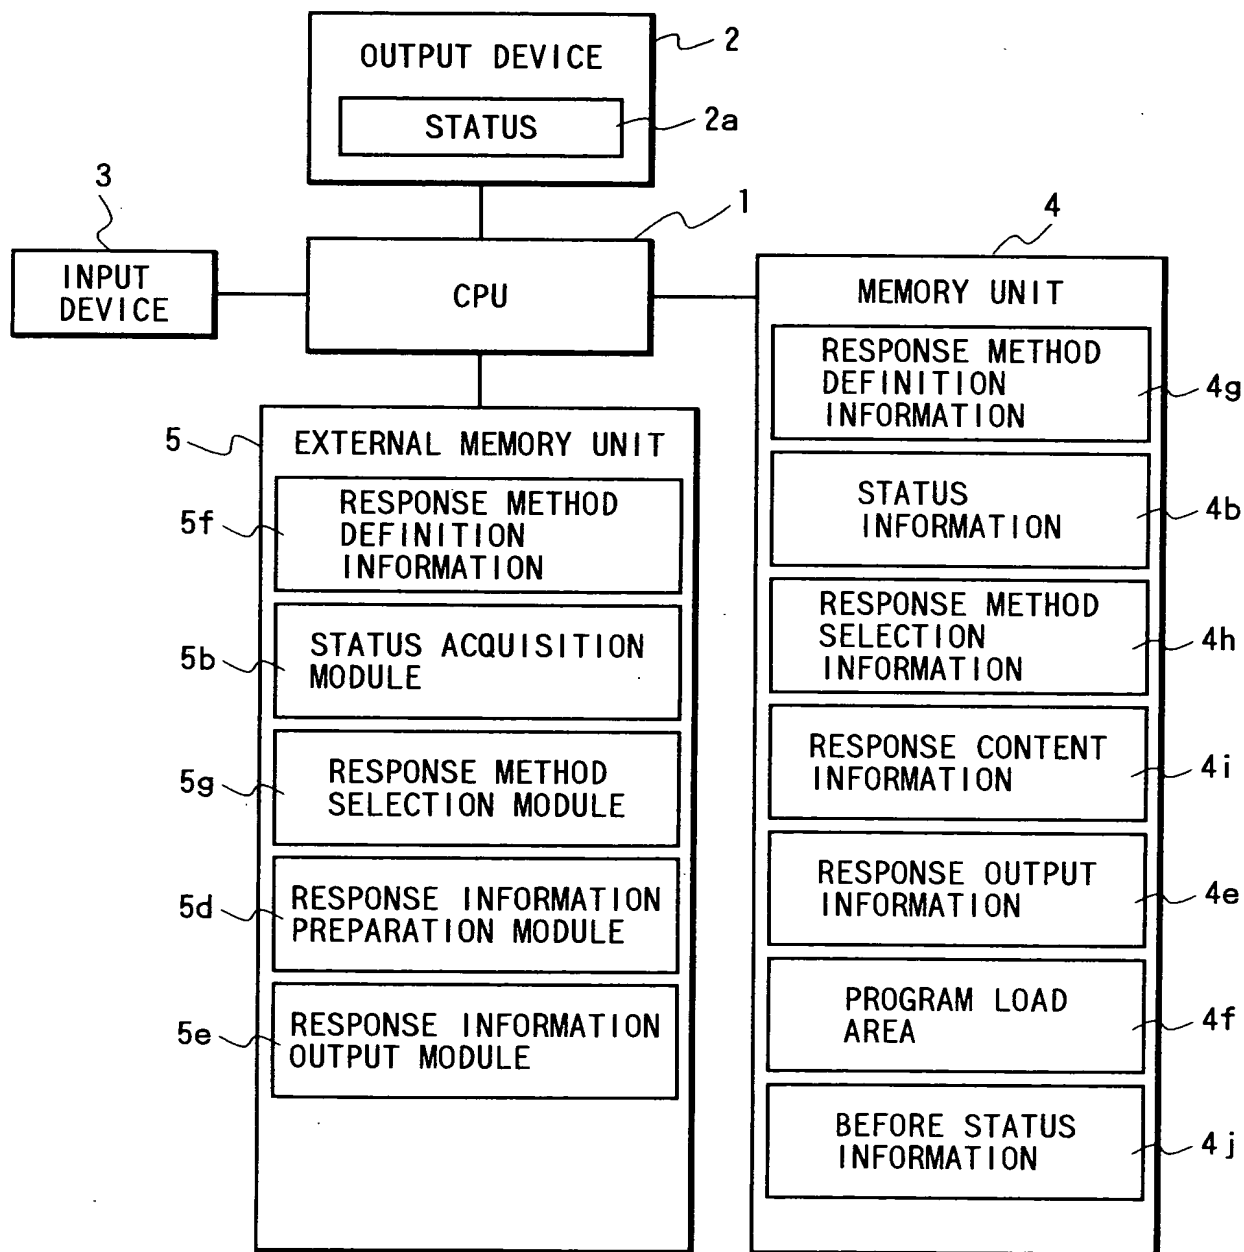 OUTPUT DEVICE
2
STATUS
2a
3
INPUT
DEVICE
1
CPU
4
MEMORY UNIT
RESPONSE METHOD
DEFINITION
INFORMATION
4g
STATUS
INFORMATION
4b
RESPONSE METHOD
SELECTION
INFORMATION
4h
RESPONSE CONTENT
INFORMATION
4i
RESPONSE OUTPUT
INFORMATION
4e
PROGRAM LOAD
AREA
4f
BEFORE STATUS
INFORMATION
4j
5
EXTERNAL MEMORY UNIT
5f
RESPONSE METHOD
DEFINITION
INFORMATION
5b
STATUS ACQUISITION
MODULE
5g
RESPONSE METHOD
SELECTION MODULE
5d
RESPONSE INFORMATION
PREPARATION MODULE
5e
RESPONSE INFORMATION
OUTPUT MODULE